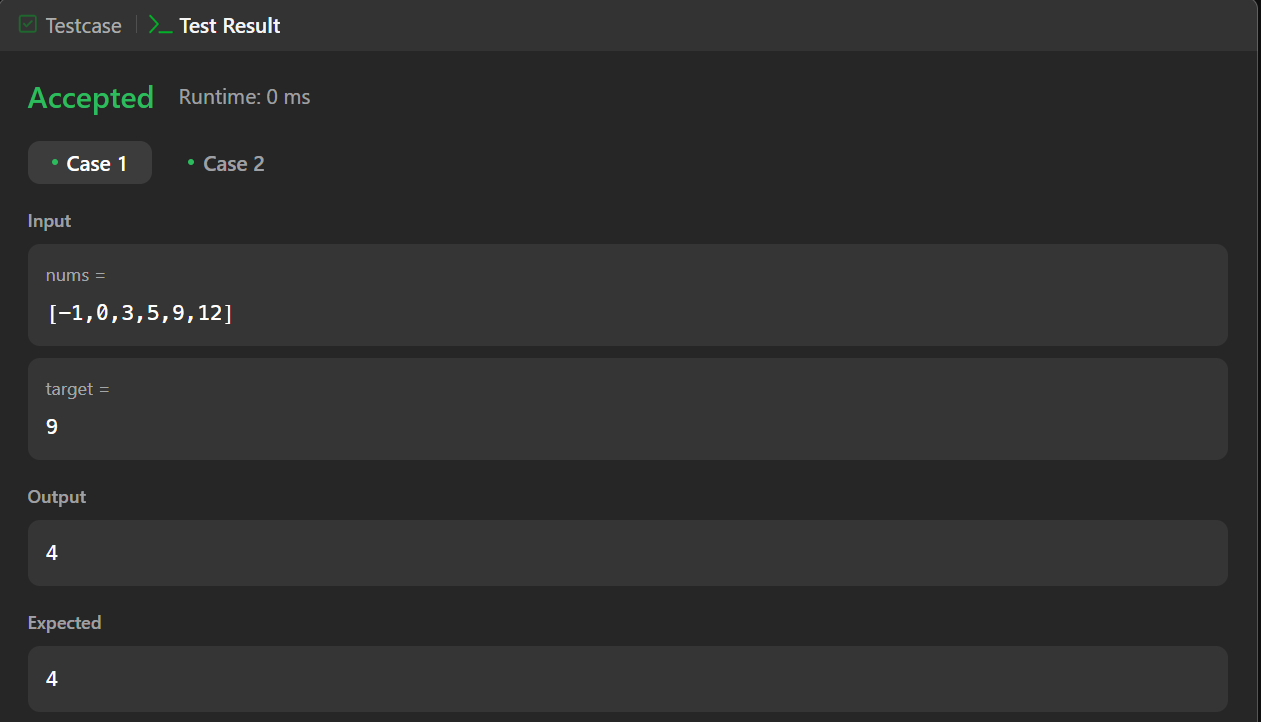 Testcase Test Result
Accepted Runtime: 0 ms
Case 1 Case 2
Input
nums =
[-1,0,3,5,9,12]
target =
9
Output
4
Expected
4